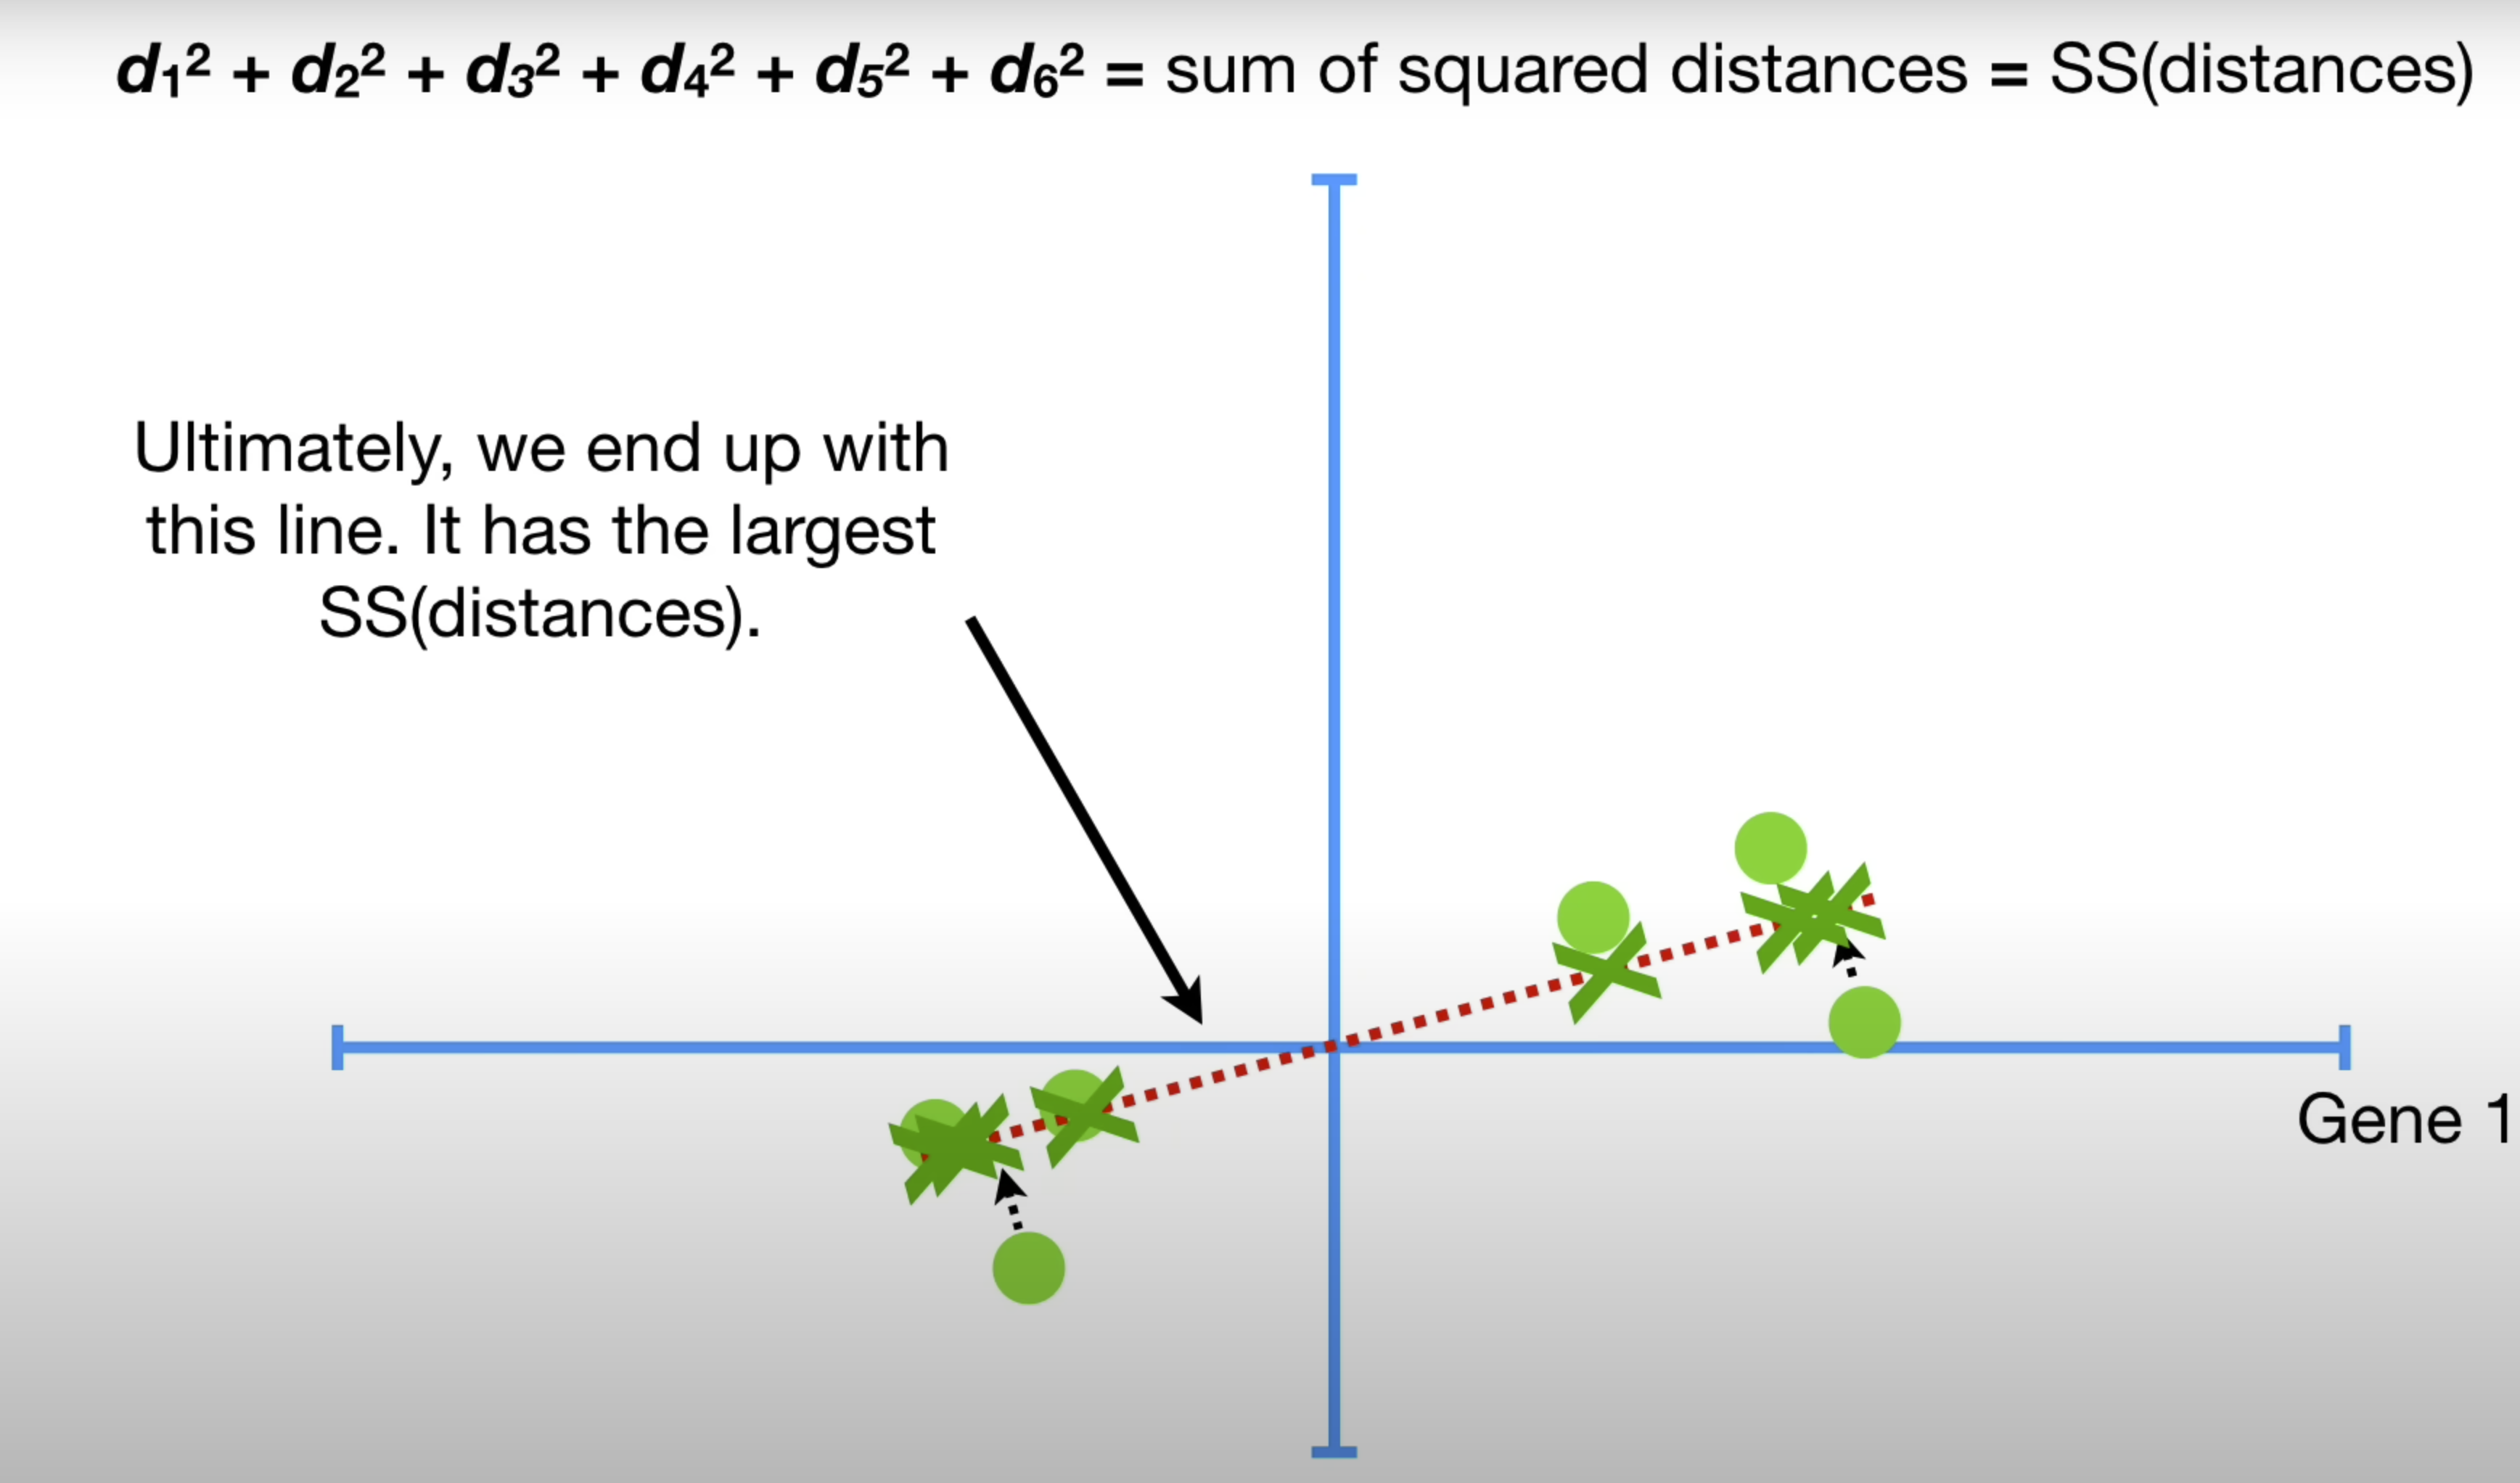 d₁² + d₂² + d₃² + d₄² + d₅² + d₆² = sum of squared distances = SS(distances)
Ultimately, we end up with
this line. It has the largest
SS(distances).
Gene 1